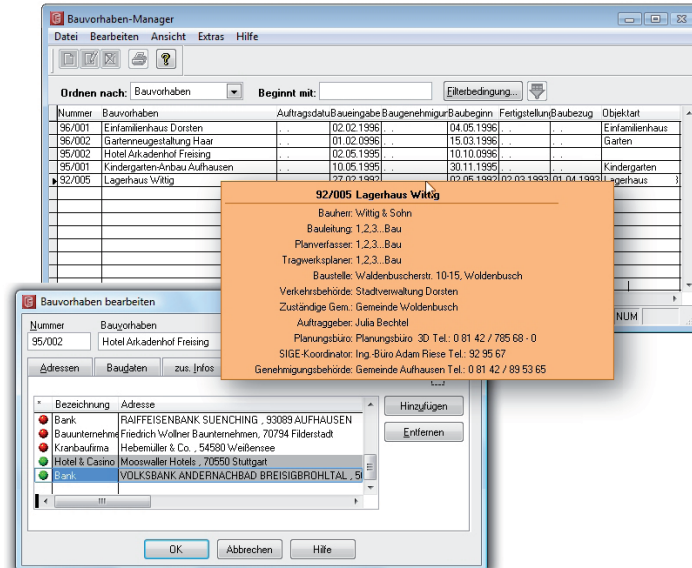 Bauvorhaben-Manager
Datei Bearbeiten Ansicht Extras Hilfe
Ordnen nach: Bauvorhaben Beginnt mit: Filterbedingung...
Nummer Bauvorhaben Auftragsdatu Baueingabe Baugenehmigur Baubeginn Fertigstellung Baubezug Objektart
96/001 Einfamilienhaus Dorsten . . 02.02.1996 . . 04.05.1996 . . . . Einfamilienhaus
96/002 Gartenneugestaltung Haar . . 01.02.0996 . . 15.03.1996 . . . . Garten
95/002 Hotel Arkadenhof Freising . . 02.05.1995 . . 10.10.0996 . . . .
95/001 Kindergarten-Anbau Aufhausen . . 10.05.1995 . . 30.11.1995 . . . . Kindergarten
92/005 Lagerhaus Wittig . . 27.02.1992 . . 02.05.1992 02.03.1993 01.04.1993 Lagerhaus
92/005 Lagerhaus Wittig
Bauherr: Wittig & Sohn
Bauleitung: 1,2,3...Bau
Planverfasser: 1,2,3...Bau
Tragwerksplaner: 1,2,3...Bau
Baustelle: Waldenbuscherstr. 10-15, Woldenbusch
Verkehrsbehörde: Stadtverwaltung Dorsten
Zuständige Gem.: Gemeinde Woldenbusch
Auftraggeber: Julia Bechtel
Planungsbüro: Planungsbüro 3D Tel.: 0 81 42 / 785 68 - 0
SIGE-Koordinator: Ing.-Büro Adam Riese Tel.: 92 95 67
Genehmigungsbehörde: Gemeinde Aufhausen Tel.: 0 81 42 / 89 53 65
NUM
Bauvorhaben bearbeiten
Nummer Bauvorhaben
95/002 Hotel Arkadenhof Freising
Adressen Baudaten zus. Infos
* Bezeichnung Adresse
Hinzufügen
Bank RAIFFEISENBANK SUENCHING , 93089 AUFHAUSEN
Bauunternehme Friedrich Wollner Baunternehmen, 70794 Filderstadt
Entfernen
Kranbaufirma Hebemüller & Co. , 54580 Weißensee
Hotel & Casino Mooswaller Hotels , 70550 Stuttgart
Bank VOLKSBANK ANDERNACHBAD BREISIGBROHLTAL , 5
OK Abbrechen Hilfe